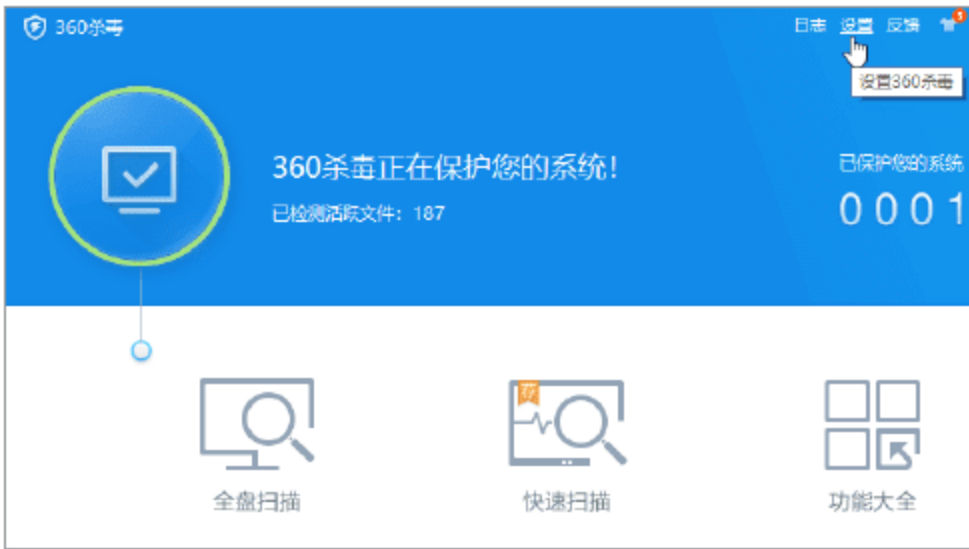 360杀毒
日志 设置 反馈 3
设置360杀毒
360杀毒正在保护您的系统!
已检测活跃文件: 187
已保护您的系统
0001
荐
全盘扫描
快速扫描
功能大全